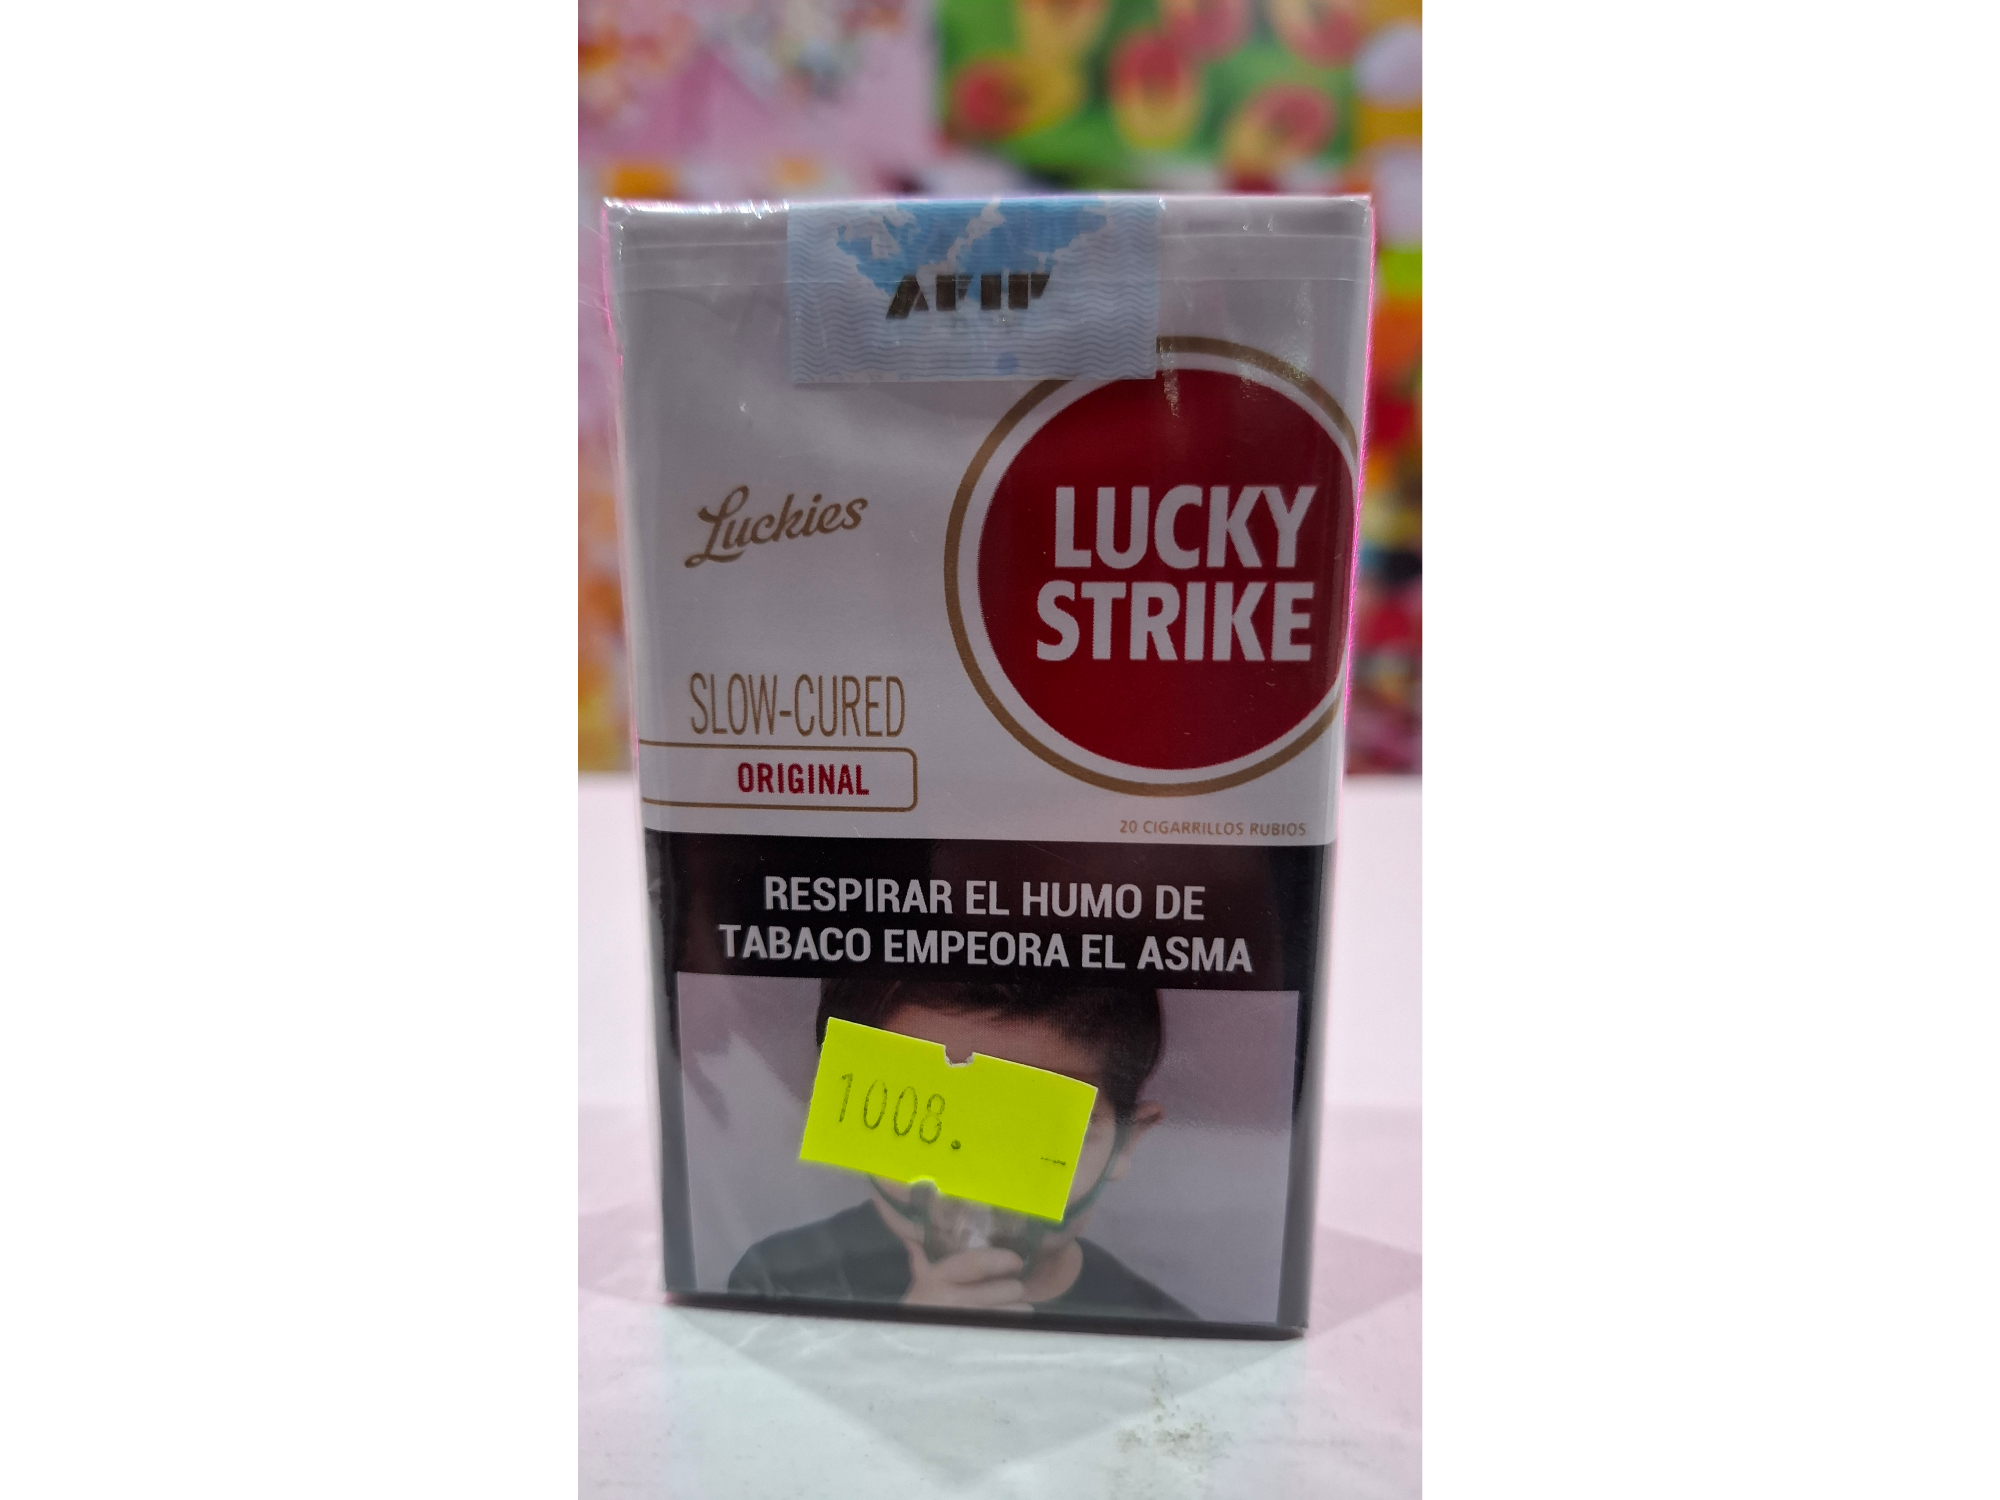 AFIP
Luckies
LUCKY
STRIKE
SLOW-CURED
ORIGINAL
20 CIGARRILLOS RUBIOS
RESPIRAR EL HUMO DE
TABACO EMPEORA EL ASMA
1008. -